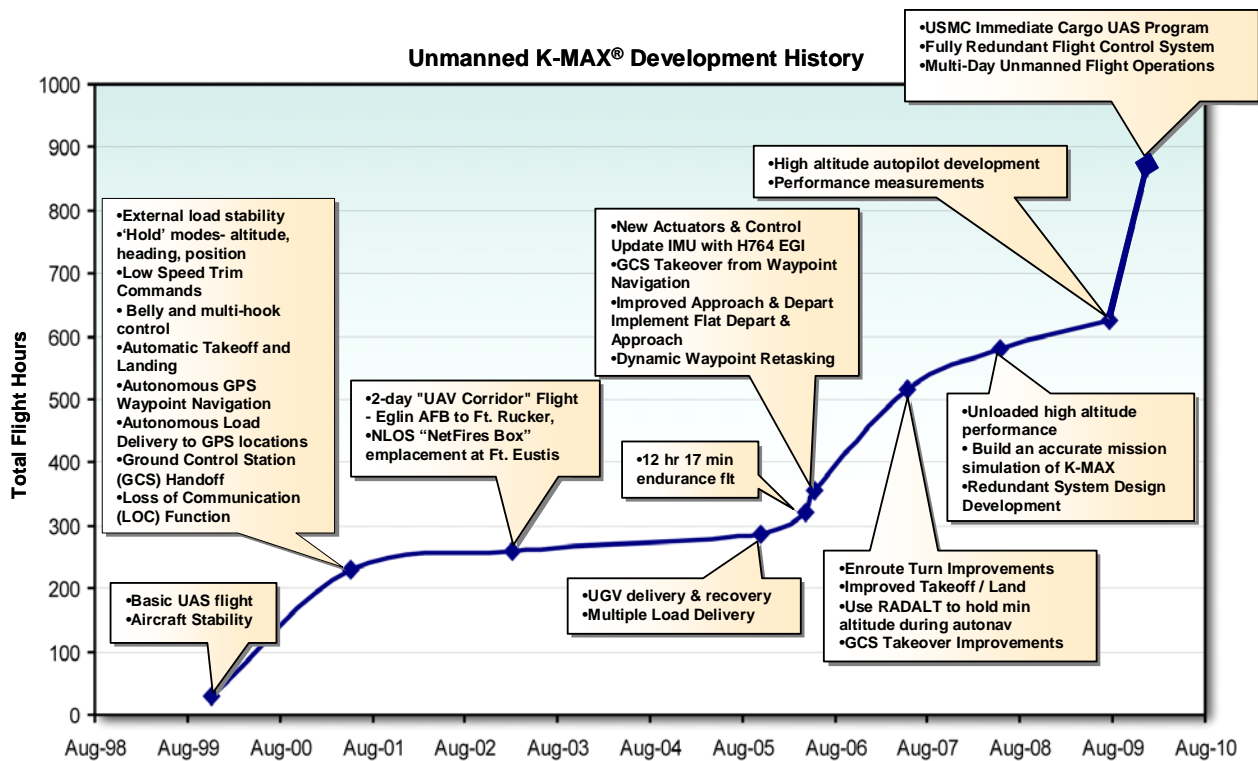 Unmanned K-MAX® Development History
•USMC Immediate Cargo UAS Program
•Fully Redundant Flight Control System
•Multi-Day Unmanned Flight Operations
•High altitude autopilot development
•Performance measurements
•External load stability
•‘Hold’ modes- altitude,
heading, position
•Low Speed Trim
Commands
• Belly and multi-hook
control
•Automatic Takeoff and
Landing
•Autonomous GPS
Waypoint Navigation
•Autonomous Load
Delivery to GPS locations
•Ground Control Station
(GCS) Handoff
•Loss of Communication
(LOC) Function
•New Actuators & Control
Update IMU with H764 EGI
•GCS Takeover from Waypoint
Navigation
•Improved Approach & Depart
Implement Flat Depart &
Approach
•Dynamic Waypoint Retasking
•2-day "UAV Corridor" Flight
- Eglin AFB to Ft. Rucker,
•NLOS “NetFires Box”
emplacement at Ft. Eustis
•12 hr 17 min
endurance flt
•Unloaded high altitude
performance
• Build an accurate mission
simulation of K-MAX
•Redundant System Design
Development
•Basic UAS flight
•Aircraft Stability
•UGV delivery & recovery
•Multiple Load Delivery
•Enroute Turn Improvements
•Improved Takeoff / Land
•Use RADALT to hold min
altitude during autonav
•GCS Takeover Improvements
Total Flight Hours
1000
900
800
700
600
500
400
300
200
100
0
Aug-98 Aug-99 Aug-00 Aug-01 Aug-02 Aug-03 Aug-04 Aug-05 Aug-06 Aug-07 Aug-08 Aug-09 Aug-10